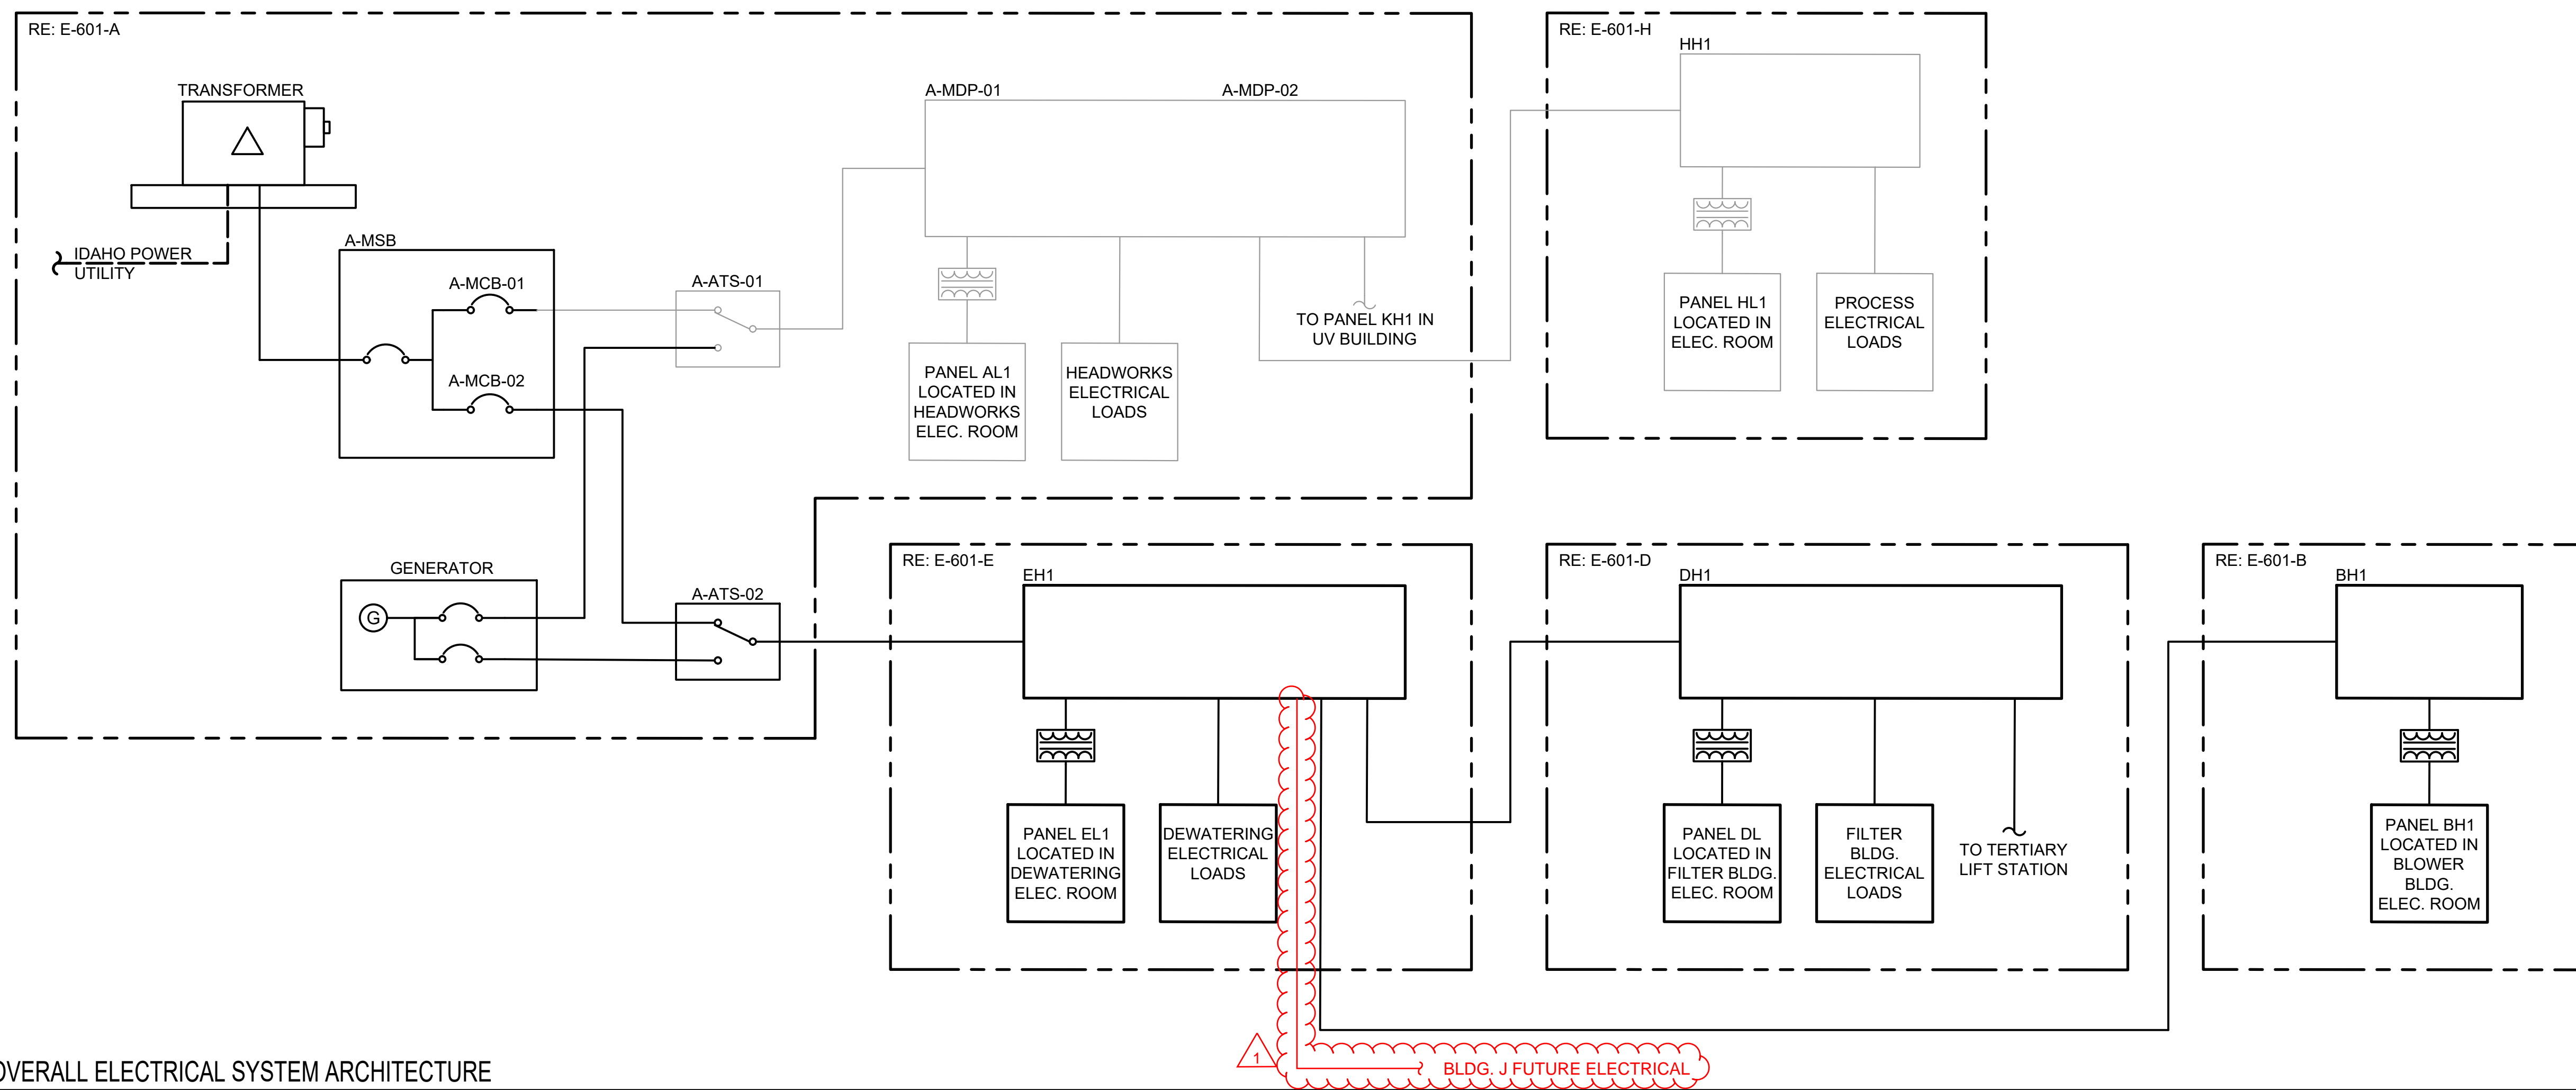 RE: E-601-A
TRANSFORMER
IDAHO POWER
UTILITY
A-MSB
A-MCB-01
A-MCB-02
A-ATS-01
A-MDP-01
A-MDP-02
PANEL AL1
LOCATED IN
HEADWORKS
ELEC. ROOM
HEADWORKS
ELECTRICAL
LOADS
TO PANEL KH1 IN
UV BUILDING
RE: E-601-H
HH1
PANEL HL1
LOCATED IN
ELEC. ROOM
PROCESS
ELECTRICAL
LOADS
GENERATOR
G
A-ATS-02
RE: E-601-E
EH1
PANEL EL1
LOCATED IN
DEWATERING
ELEC. ROOM
DEWATERING
ELECTRICAL
LOADS
RE: E-601-D
DH1
PANEL DL
LOCATED IN
FILTER BLDG.
ELEC. ROOM
FILTER
BLDG.
ELECTRICAL
LOADS
TO TERTIARY
LIFT STATION
RE: E-601-B
BH1
PANEL BH1
LOCATED IN
BLOWER
BLDG.
ELEC. ROOM
1
BLDG. J FUTURE ELECTRICAL
OVERALL ELECTRICAL SYSTEM ARCHITECTURE